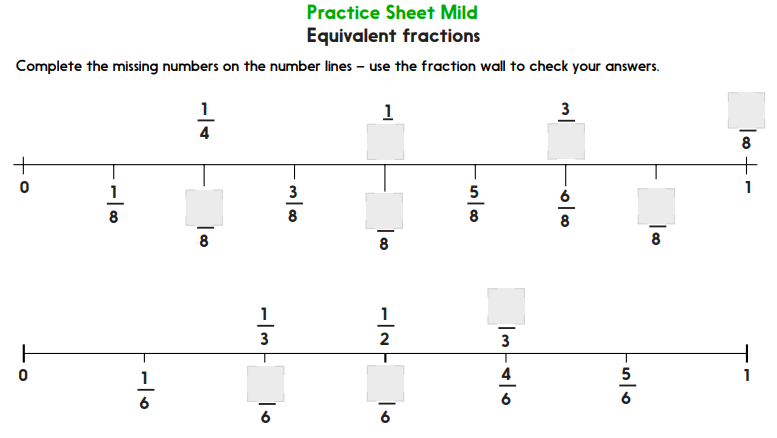 Practice Sheet Mild
Equivalent fractions
Complete the missing numbers on the number lines – use the fraction wall to check your answers.
1 1 3
4 8
0 1
1 3 5 6
8 8 8 8 8 8 8
1 1
3 2 3
0 1
1 4 5
6 6 6 6 6